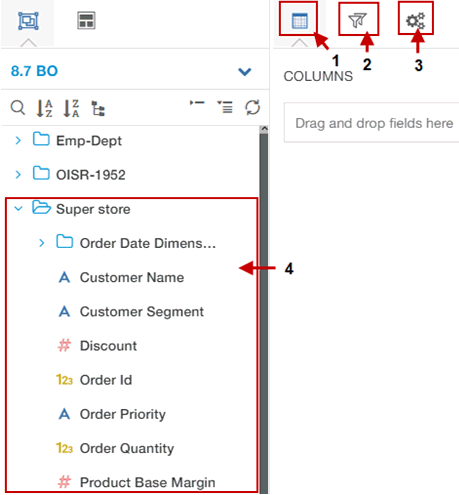 8.7 BO
A
Z
Z
A
Emp-Dept
OISR-1952
Super store
Order Date Dimens...
A Customer Name
A Customer Segment
# Discount
123 Order Id
A Order Priority
123 Order Quantity
# Product Base Margin
1
2
3
COLUMNS
Drag and drop fields here
4